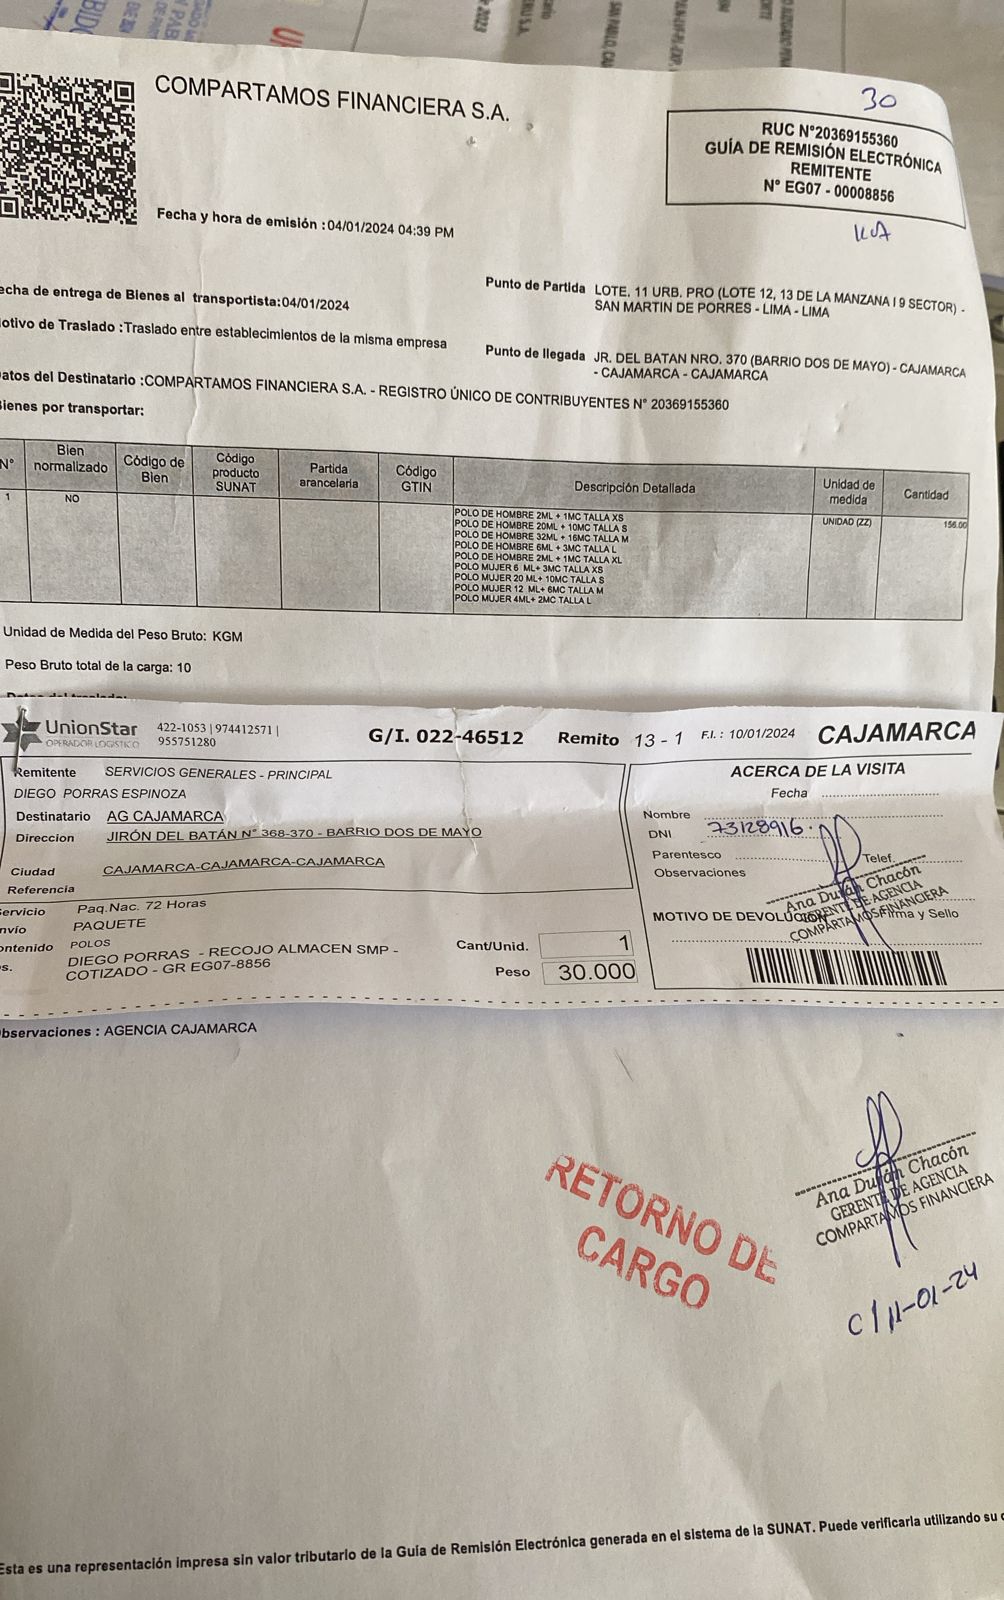 COMPARTAMOS FINANCIERA S.A.
30
RUC N°20369155360
GUÍA DE REMISIÓN ELECTRÓNICA
REMITENTE
N° EG07 - 00008856
Fecha y hora de emisión :04/01/2024 04:39 PM
echa de entrega de Bienes al transportista:04/01/2024
otivo de Traslado :Traslado entre establecimientos de la misma empresa
Punto de Partida LOTE. 11 URB. PRO (LOTE 12, 13 DE LA MANZANA I 9 SECTOR) -
SAN MARTIN DE PORRES - LIMA - LIMA
Punto de llegada JR. DEL BATAN NRO. 370 (BARRIO DOS DE MAYO) - CAJAMARCA
- CAJAMARCA - CAJAMARCA
atos del Destinatario :COMPARTAMOS FINANCIERA S.A. - REGISTRO ÚNICO DE CONTRIBUYENTES N° 20369155360
ienes por transportar:
N° Bien normalizado Código de Bien Código producto SUNAT Partida arancelaria Código GTIN Descripción Detallada Unidad de medida Cantidad
1 NO POLO DE HOMBRE 2ML + 1MC TALLA XS UNIDAD (ZZ) 156.00
POLO DE HOMBRE 20ML + 10MC TALLA S
POLO DE HOMBRE 32ML + 16MC TALLA M
POLO DE HOMBRE 6ML + 3MC TALLA L
POLO DE HOMBRE 2ML + 1MC TALLA XL
POLO MUJER 6 ML+ 3MC TALLA XS
POLO MUJER 20 ML+ 10MC TALLA S
POLO MUJER 12 ML+ 6MC TALLA M
POLO MUJER 4ML+ 2MC TALLA L
Unidad de Medida del Peso Bruto: KGM
Peso Bruto total de la carga: 10
UnionStar
OPERADOR LOGISTICO
422-1053 | 974412571 |
955751280
G/I. 022-46512 Remito 13 - 1 F.I.: 10/01/2024 CAJAMARCA
Remitente SERVICIOS GENERALES - PRINCIPAL
DIEGO PORRAS ESPINOZA
Destinatario AG CAJAMARCA
Direccion JIRÓN DEL BATÁN N° 368-370 - BARRIO DOS DE MAYO
Ciudad CAJAMARCA-CAJAMARCA-CAJAMARCA
Referencia
ervicio Paq.Nac. 72 Horas
nvío PAQUETE
ontenido POLOS
s. DIEGO PORRAS - RECOJO ALMACEN SMP -
COTIZADO - GR EG07-8856
Cant/Unid. 1
Peso 30.000
ACERCA DE LA VISITA
Fecha
Nombre
DNI 73128916
Parentesco Telef.
Observaciones
Ana Durán Chacón
GERENTE DE AGENCIA
COMPARTAMOS FINANCIERA
MOTIVO DE DEVOLUCION Firma y Sello
bservaciones : AGENCIA CAJAMARCA
RETORNO DE
CARGO
Ana Durán Chacón
GERENTE DE AGENCIA
COMPARTAMOS FINANCIERA
11-01-24
Esta es una representación impresa sin valor tributario de la Guía de Remisión Electrónica generada en el sistema de la SUNAT. Puede verificarla utilizando su